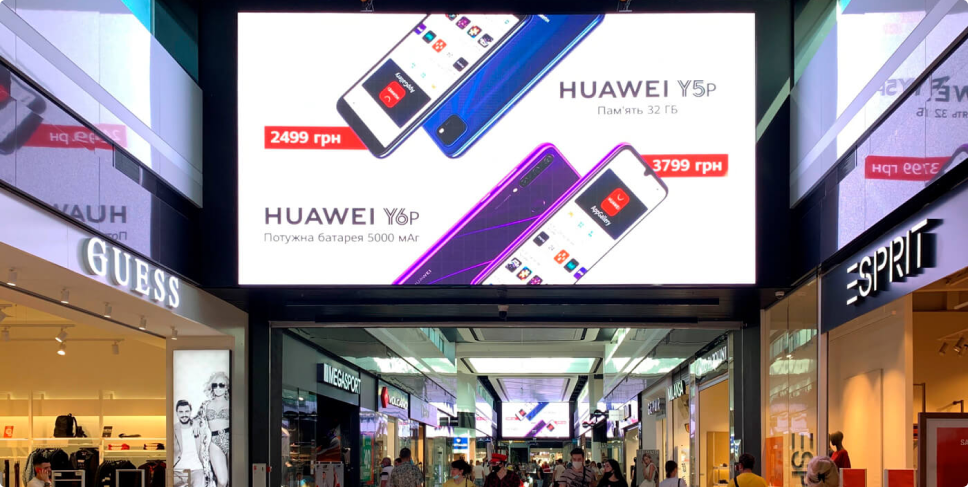 HUAWEI Y5P
Пам'ять 32 ГБ
2499 грн
AppGallery
3799 грн
HUAWEI Y6P
Потужна батарея 5000 мАг
AppGallery
HUAWEI
GUESS
ESPRIT
MEGASPORT